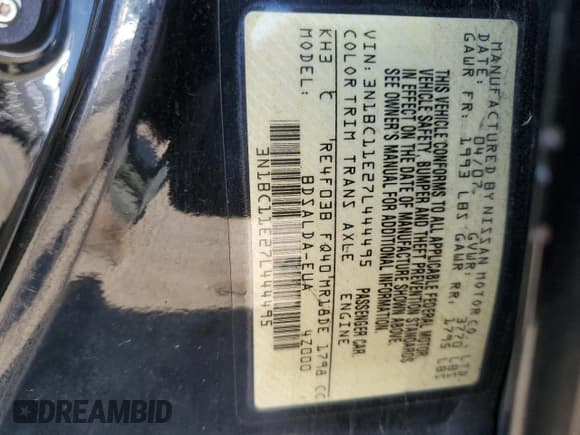 MANUFACTURED BY NISSAN MOTOR CO., LTD.
DATE: 04/07 GVWR: 3770 LBS
GAWR FR: 1993 LBS GAWR RR: 1795 LBS
THIS VEHICLE CONFORMS TO ALL APPLICABLE FEDERAL MOTOR
VEHICLE SAFETY, BUMPER AND THEFT PREVENTION STANDARDS
IN EFFECT ON THE DATE OF MANUFACTURE SHOWN ABOVE
SEE OWNER'S MANUAL FOR ADDITIONAL INFORMATION
VIN: 3N1BC11E27L444495 PASSENGER CAR
COLOR TRIM TRANS AXLE ENGINE
KH3 C RE4F03B FQ40 MR18DE 1798 CC
MODEL: BDSALDA-EUA 4Z000
3N1BC11E27L444495
DREAMBID